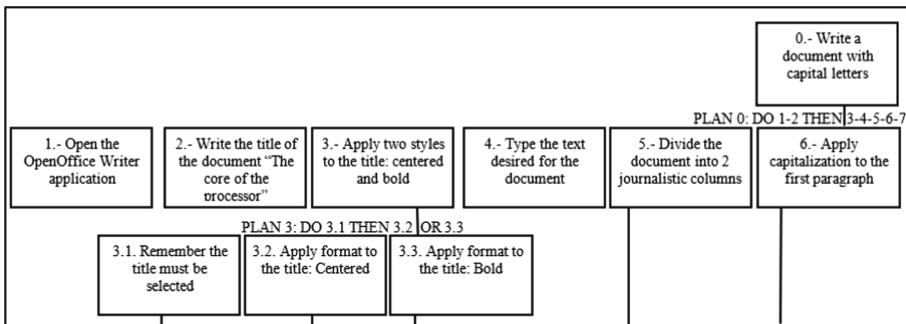 0.- Write a
document with
capital letters
PLAN 0: DO 1-2 THEN 3-4-5-6-7
1.- Open the
OpenOffice Writer
application
2.- Write the title of
the document “The
core of the
processor”
3.- Apply two styles
to the title: centered
and bold
4.- Type the text
desired for the
document
5.- Divide the
document into 2
journalistic columns
6.- Apply
capitalization to the
first paragraph
PLAN 3: DO 3.1 THEN 3.2 OR 3.3
3.1. Remember the
title must be
selected
3.2. Apply format to
the title: Centered
3.3. Apply format to
the title: Bold